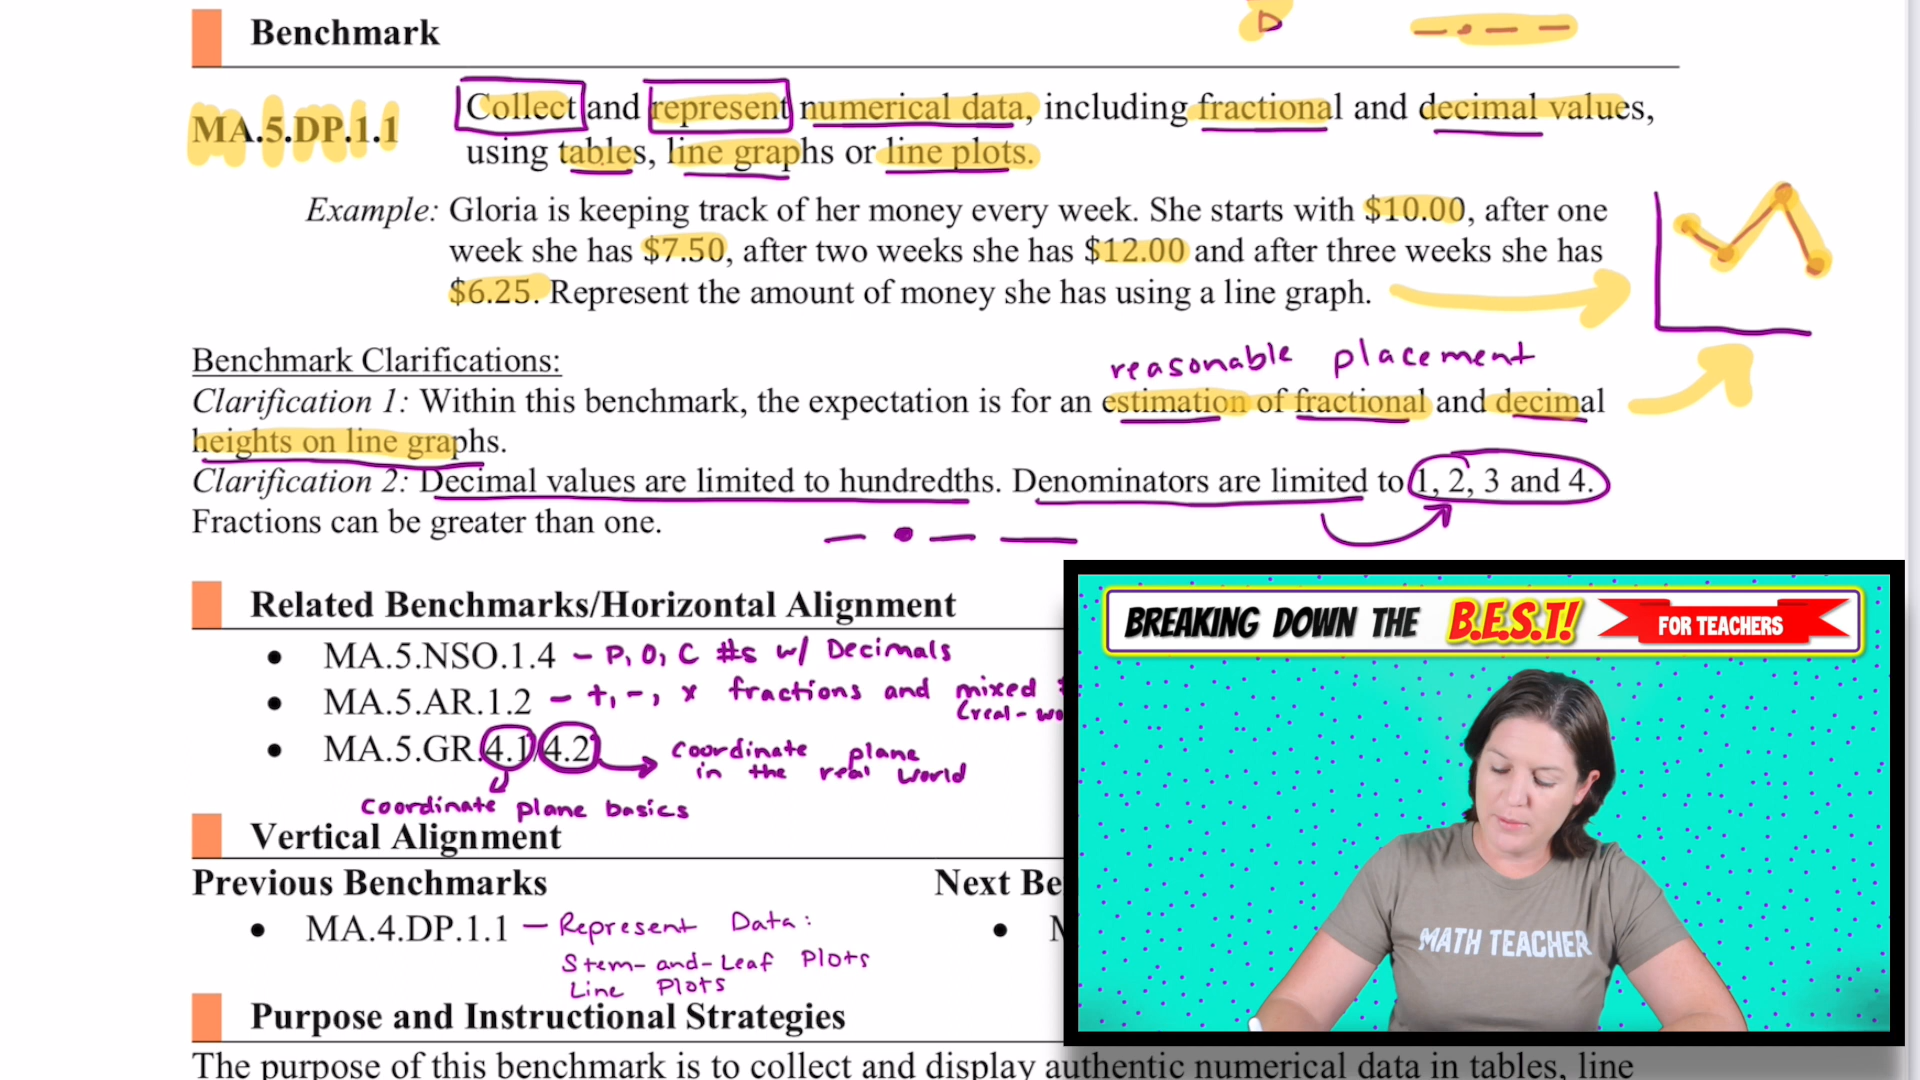 Benchmark
MA.5.DP.1.1
Collect and represent numerical data, including fractional and decimal values,
using tables, line graphs or line plots.
Example: Gloria is keeping track of her money every week. She starts with $10.00, after one
week she has $7.50, after two weeks she has $12.00 and after three weeks she has
$6.25. Represent the amount of money she has using a line graph.
Benchmark Clarifications:
reasonable placement
Clarification 1: Within this benchmark, the expectation is for an estimation of fractional and decimal
heights on line graphs.
Clarification 2: Decimal values are limited to hundredths. Denominators are limited to 1, 2, 3 and 4.
Fractions can be greater than one.
BREAKING DOWN THE B.E.S.T! FOR TEACHERS
Related Benchmarks/Horizontal Alignment
MA.5.NSO.1.4 – P, O, C #s w/ Decimals
MA.5.AR.1.2 – +, -, x fractions and mixed
(real-wo
MA.5.GR.4.1/4.2 coordinate plane
in the real world
Coordinate plane basics
Vertical Alignment
Previous Benchmarks
Next Be
MA.4.DP.1.1 – Represent Data:
Stem-and-Leaf Plots
Line Plots
MATH TEACHER
Purpose and Instructional Strategies
The purpose of this benchmark is to collect and display authentic numerical data in tables, line